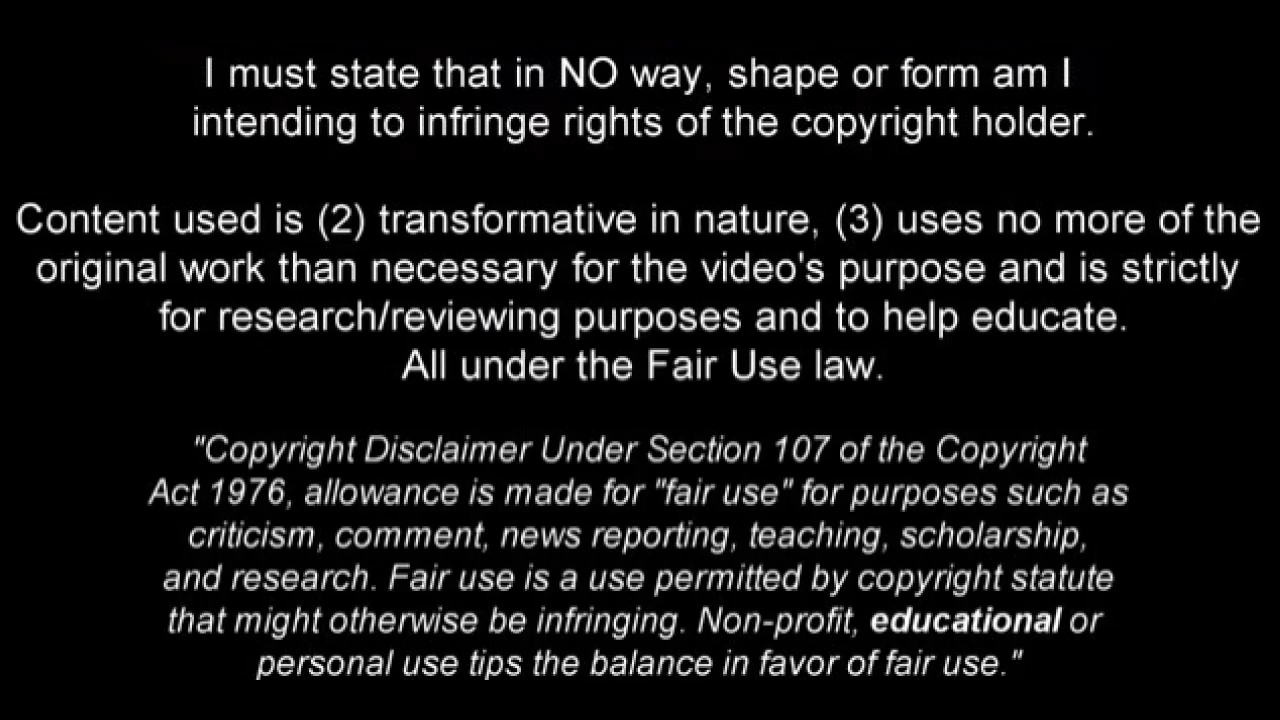 I must state that in NO way, shape or form am I
intending to infringe rights of the copyright holder.
Content used is (2) transformative in nature, (3) uses no more of the
original work than necessary for the video's purpose and is strictly
for research/reviewing purposes and to help educate.
All under the Fair Use law.
"Copyright Disclaimer Under Section 107 of the Copyright
Act 1976, allowance is made for "fair use" for purposes such as
criticism, comment, news reporting, teaching, scholarship,
and research. Fair use is a use permitted by copyright statute
that might otherwise be infringing. Non-profit, educational or
personal use tips the balance in favor of fair use."